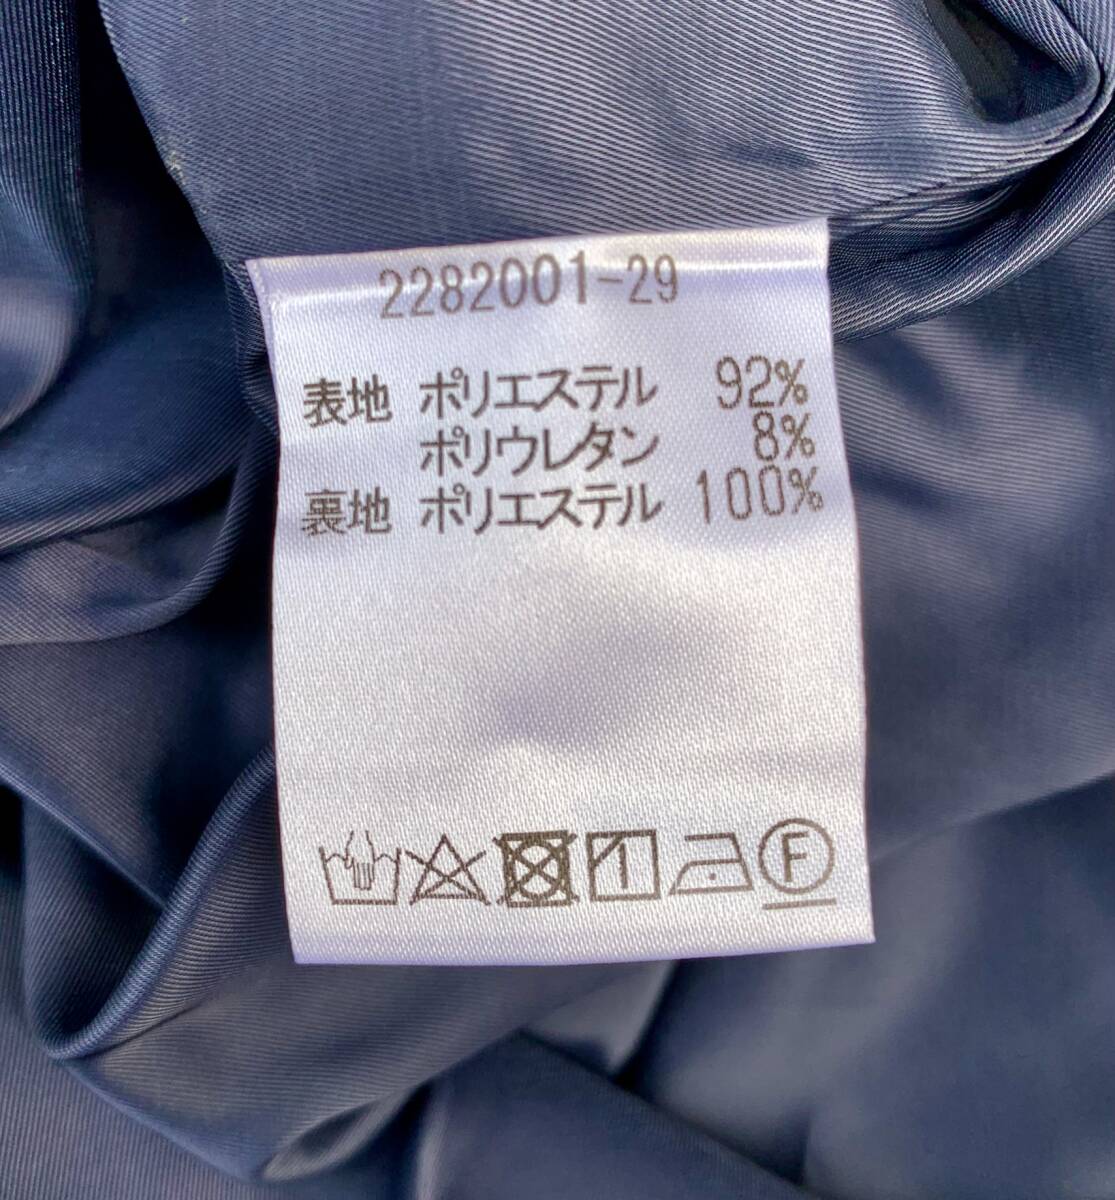 2282001-29
表地 ポリエステル 92%
ポリウレタン 8%
裏地 ポリエステル 100%
F